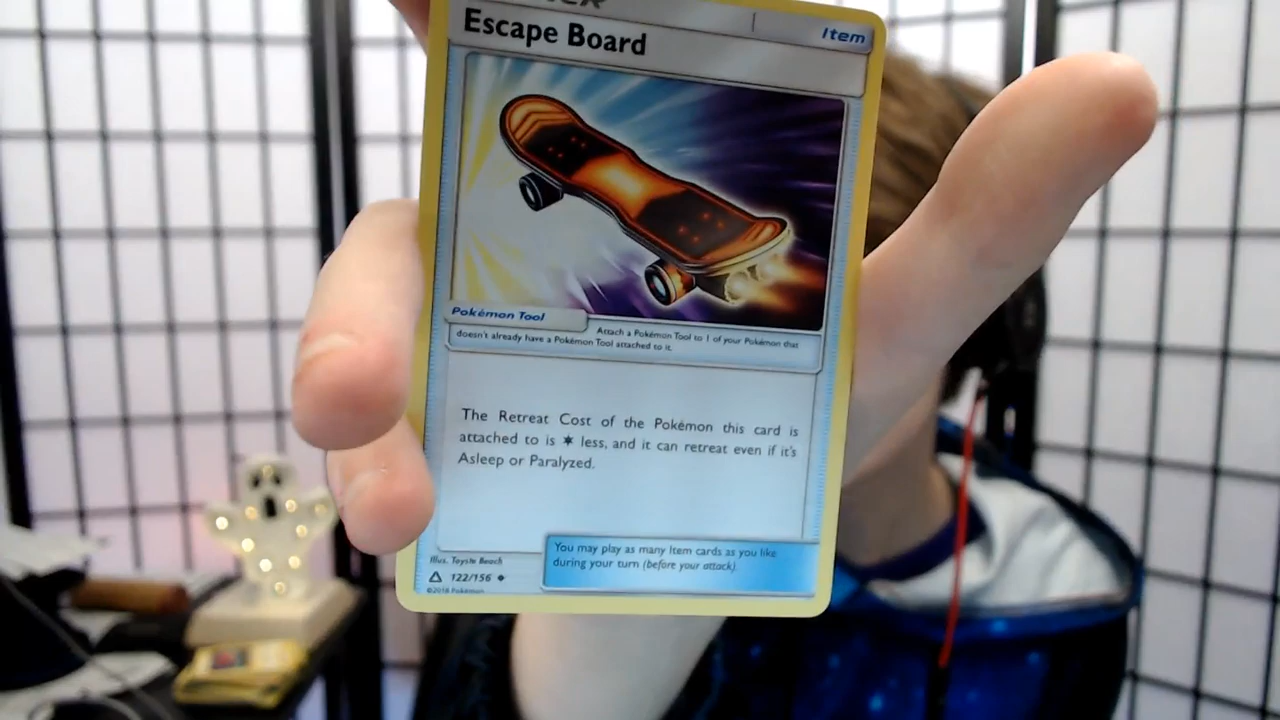 Escape Board
Item
Pokémon Tool
Attach a Pokémon Tool to 1 of your Pokémon that
doesn't already have a Pokémon Tool attached to it.
The Retreat Cost of the Pokémon this card is
attached to is less, and it can retreat even if it's
Asleep or Paralyzed.
Illus. Toyste Beach
You may play as many Item cards as you like
during your turn (before your attack).
122/156
©2018 Pokémon